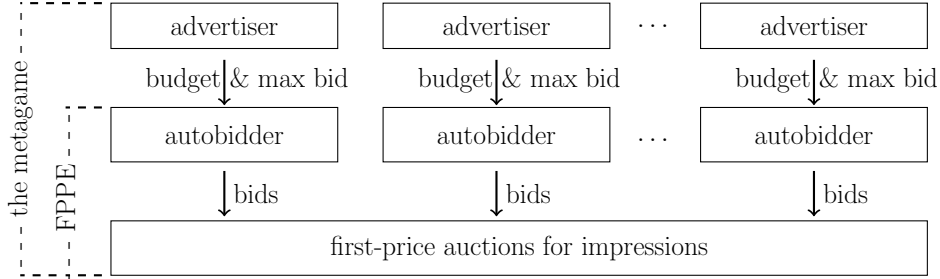 advertiser advertiser ... advertiser
budget & max bid budget & max bid budget & max bid
autobidder autobidder ... autobidder
bids bids bids
first-price auctions for impressions
the metagame
FPPE